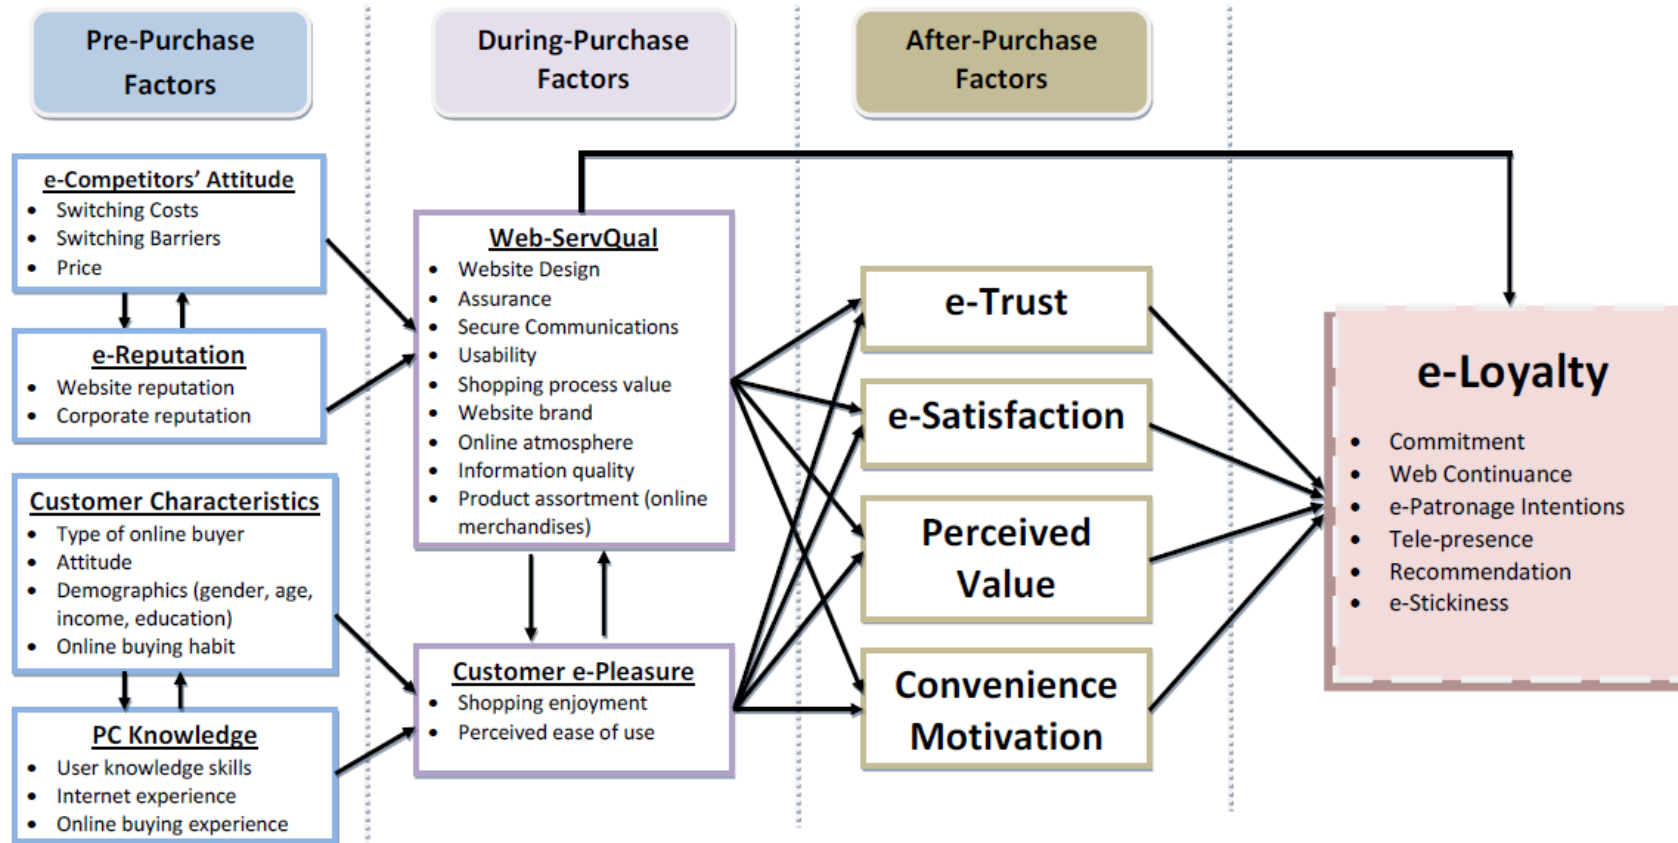 Pre-Purchase
Factors
During-Purchase
Factors
After-Purchase
Factors
e-Competitors’ Attitude
• Switching Costs
• Switching Barriers
• Price
e-Reputation
• Website reputation
• Corporate reputation
Customer Characteristics
• Type of online buyer
• Attitude
• Demographics (gender, age,
income, education)
• Online buying habit
PC Knowledge
• User knowledge skills
• Internet experience
• Online buying experience
Web-ServQual
• Website Design
• Assurance
• Secure Communications
• Usability
• Shopping process value
• Website brand
• Online atmosphere
• Information quality
• Product assortment (online
merchandises)
Customer e-Pleasure
• Shopping enjoyment
• Perceived ease of use
e-Trust
e-Satisfaction
Perceived
Value
Convenience
Motivation
e-Loyalty
• Commitment
• Web Continuance
• e-Patronage Intentions
• Tele-presence
• Recommendation
• e-Stickiness